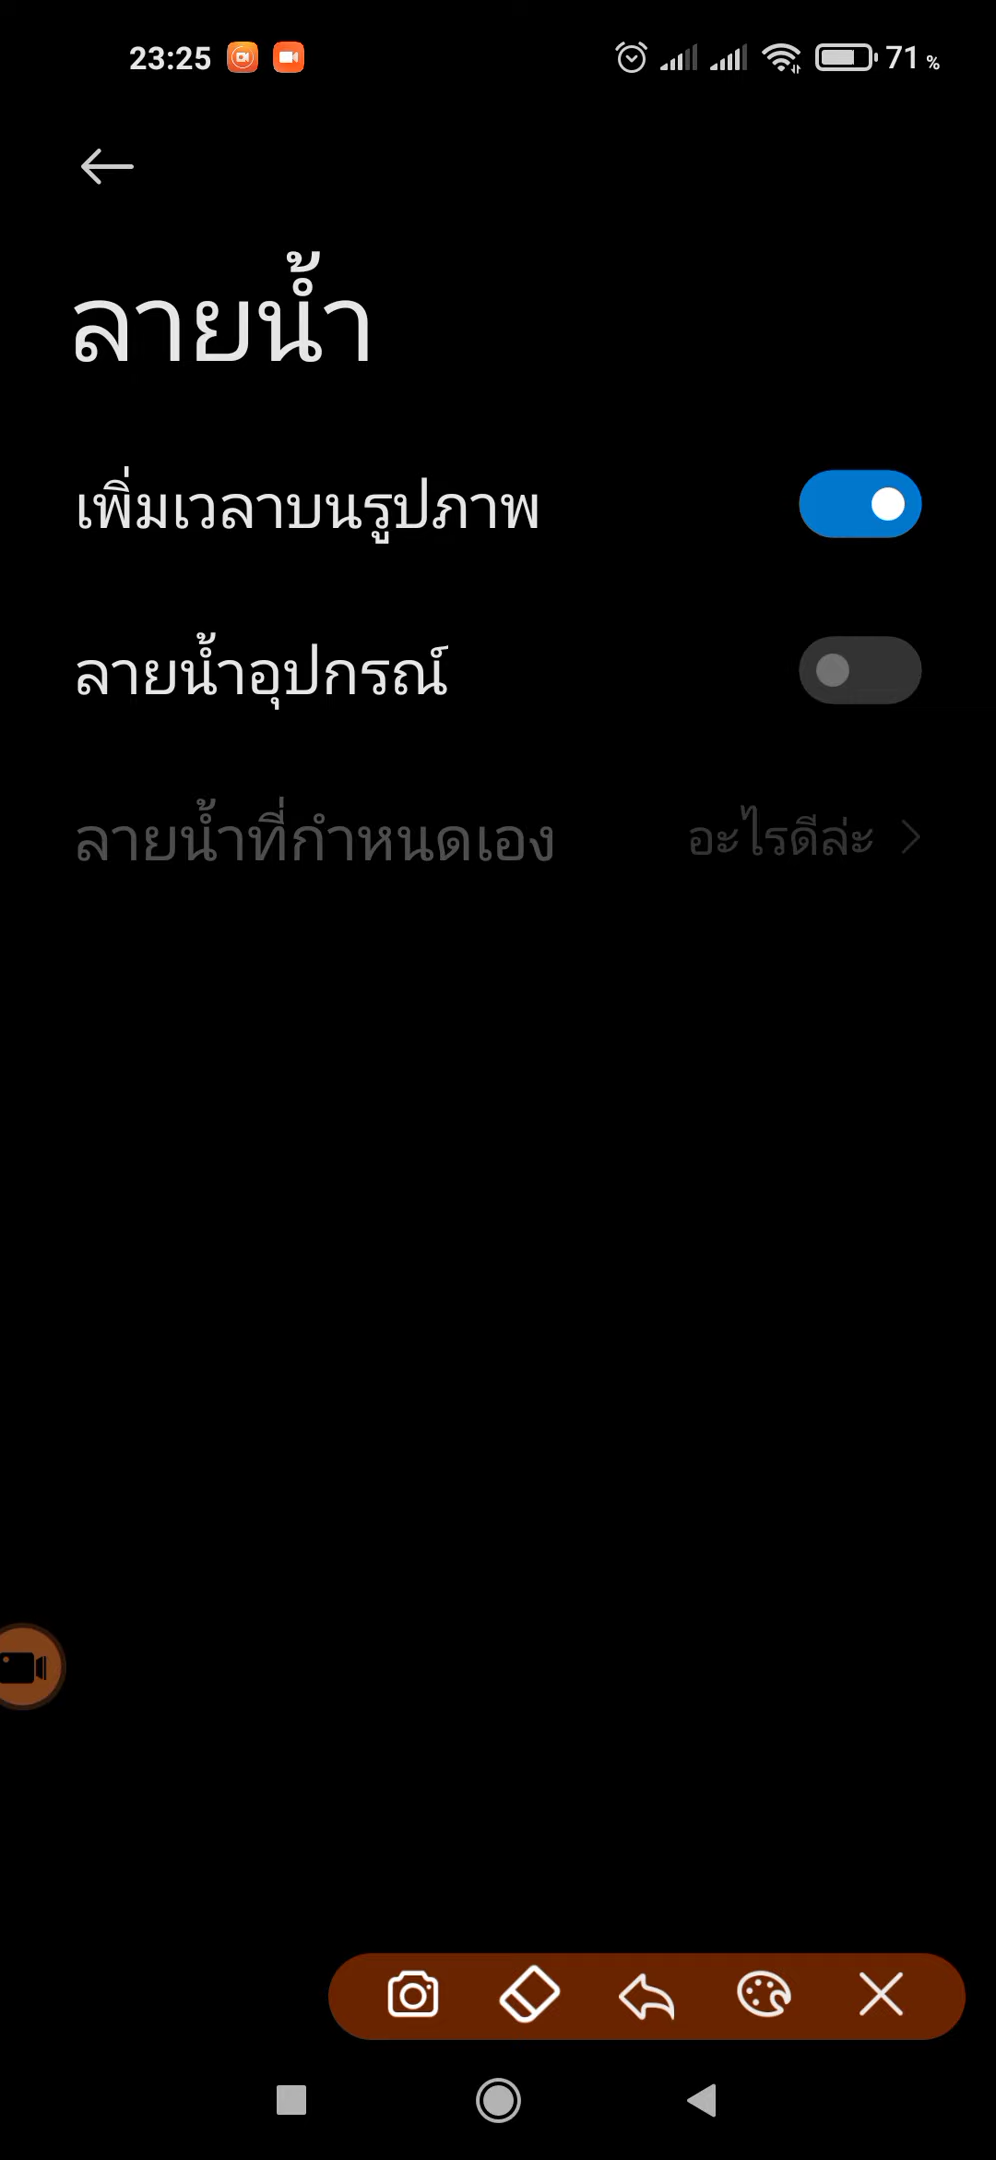 23:25 71 %
ลายน้ำ
เพิ่มเวลาบนรูปภาพ
ลายน้ำอุปกรณ์
ลายน้ำที่กำหนดเอง อะไรดีล่ะ